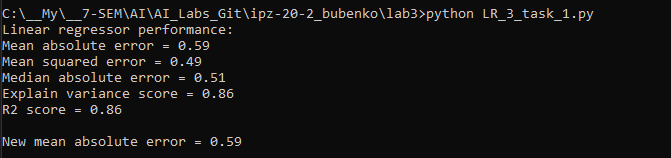 C:\__My\__7-SEM\AI\AI_Labs_Git\ipz-20-2_bubenko\lab3>python LR_3_task_1.py
Linear regressor performance:
Mean absolute error = 0.59
Mean squared error = 0.49
Median absolute error = 0.51
Explain variance score = 0.86
R2 score = 0.86
New mean absolute error = 0.59